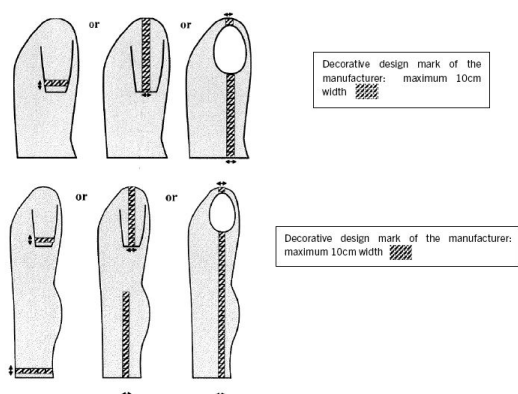 or
or
Decorative design mark of the
manufacturer: maximum 10cm
width
or
or
Decorative design mark of the manufacturer:
maximum 10cm width